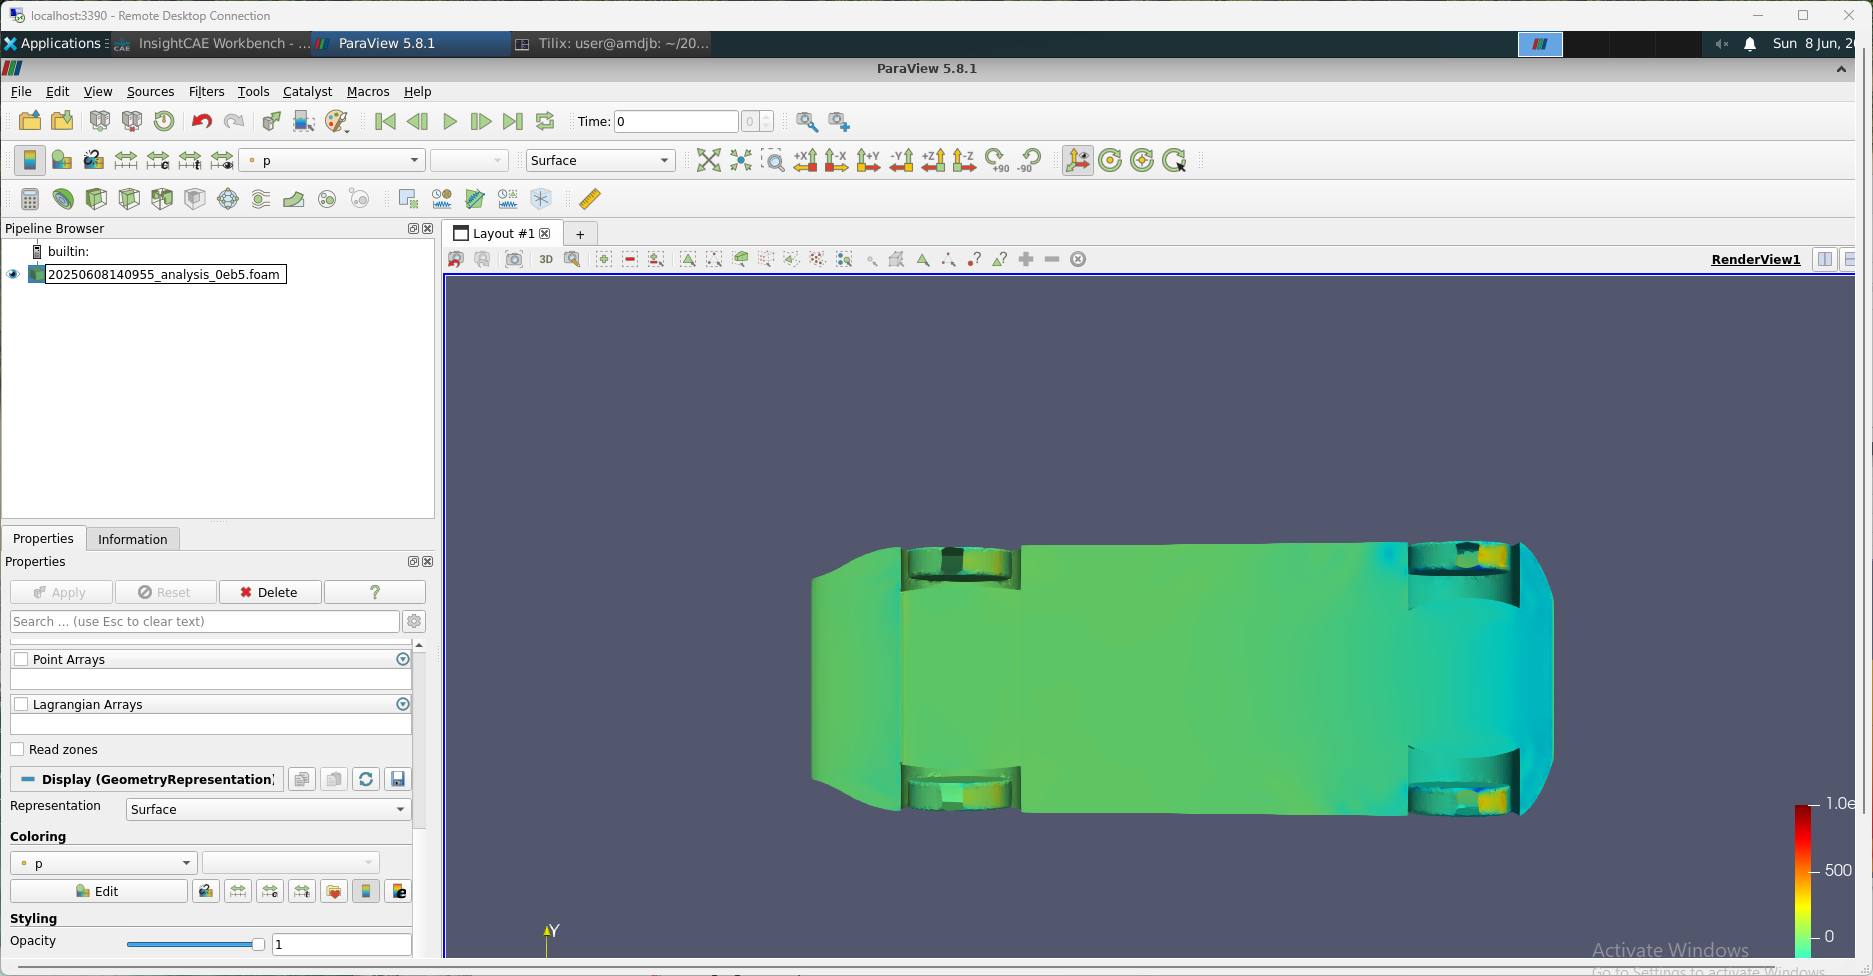 localhost:3390 - Remote Desktop Connection
Applications
InsightCAE Workbench - ...
ParaView 5.8.1
Tilix: user@amdjb: ~/20...
Sun 8 Jun, 2
ParaView 5.8.1
File Edit View Sources Filters Tools Catalyst Macros Help
Time: 0
0
p
Surface
+X
-X
+Y
-Y
+Z
-Z
+90
-90
Pipeline Browser
Layout #1
+
builtin:
3D
RenderView1
20250608140955_analysis_0eb5.foam
Properties
Information
Properties
Apply
Reset
Delete
?
Search ... (use Esc to clear text)
Point Arrays
Lagrangian Arrays
Read zones
Display (GeometryRepresentation)
Representation
Surface
Coloring
p
Edit
Styling
Opacity
1
Y
1.0e
500
0
Activate Windows
Go to Settings to activate Windows